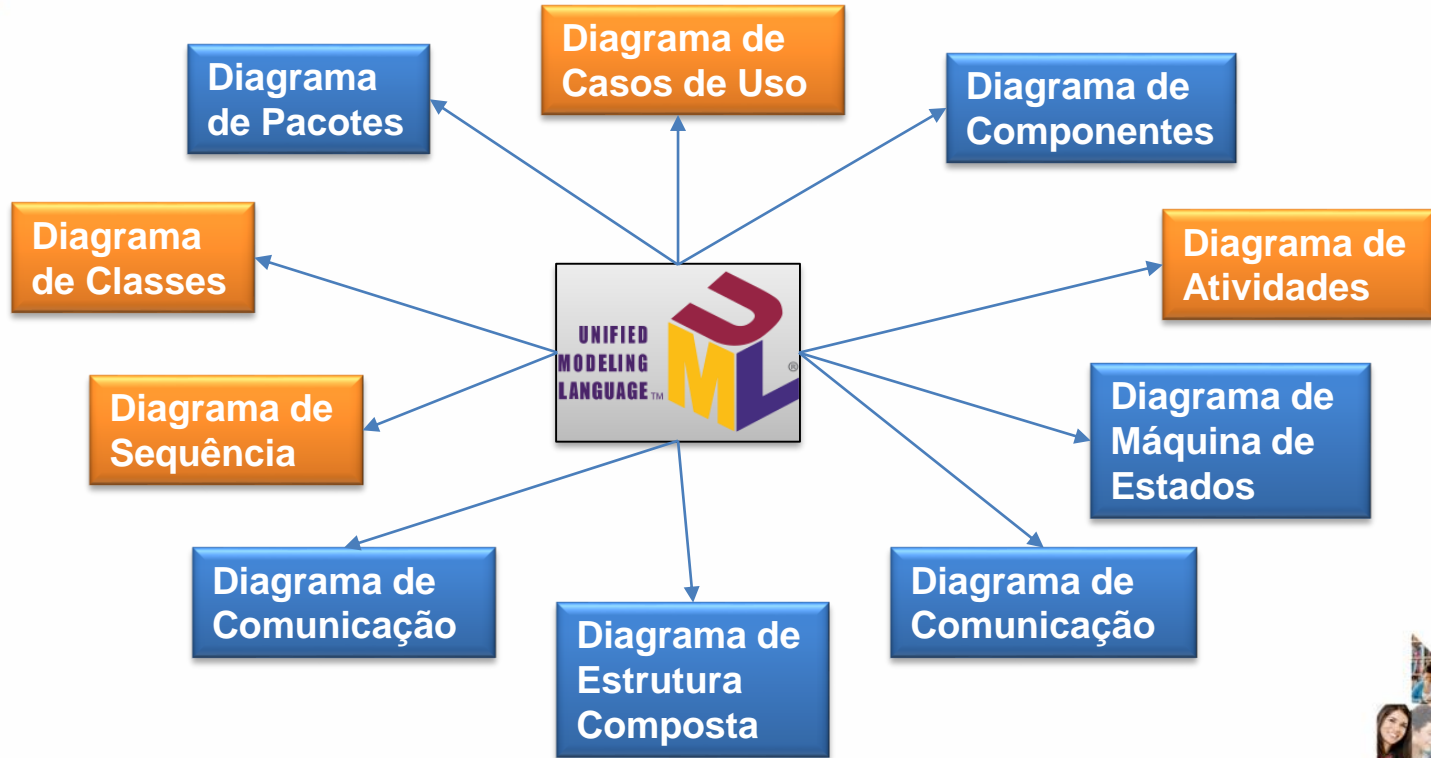 Diagrama de
Casos de Uso
Diagrama
de Pacotes
Diagrama de
Componentes
Diagrama
de Classes
Diagrama de
Atividades
UNIFIED
MODELING
LANGUAGE TM
UML ®
Diagrama de
Sequência
Diagrama de
Máquina de
Estados
Diagrama de
Comunicação
Diagrama de
Estrutura
Composta
Diagrama de
Comunicação